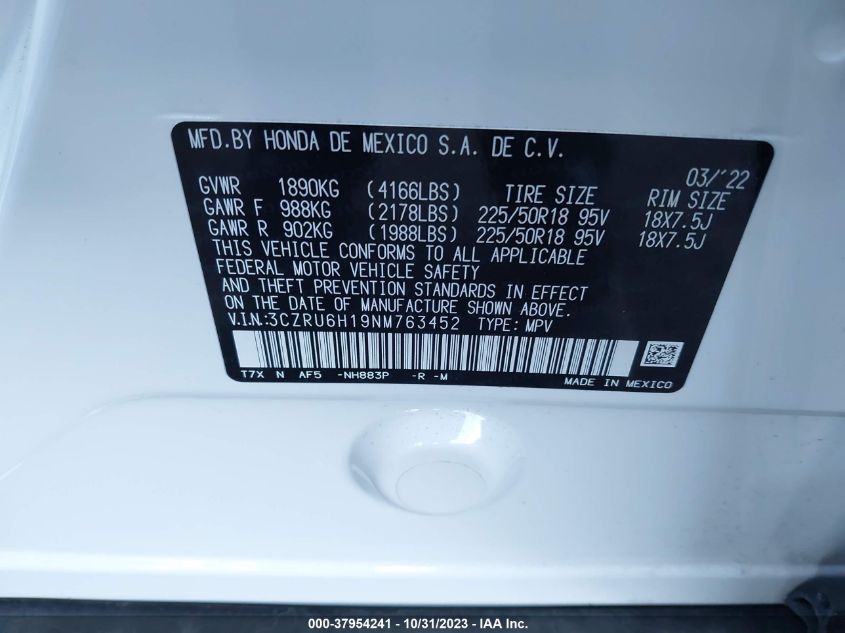 MFD.BY HONDA DE MEXICO S.A. DE C.V.
03/'22
GVWR 1890KG (4166LBS) TIRE SIZE RIM SIZE
GAWR F 988KG (2178LBS) 225/50R18 95V 18X7.5J
GAWR R 902KG (1988LBS) 225/50R18 95V 18X7.5J
THIS VEHICLE CONFORMS TO ALL APPLICABLE
FEDERAL MOTOR VEHICLE SAFETY
AND THEFT PREVENTION STANDARDS IN EFFECT
ON THE DATE OF MANUFACTURE SHOWN ABOVE.
V.I.N.:3CZRU6H19NM763452 TYPE: MPV
T7X N AF5 -NH883P -R -M MADE IN MEXICO
000-37954241 - 10/31/2023 - IAA Inc.